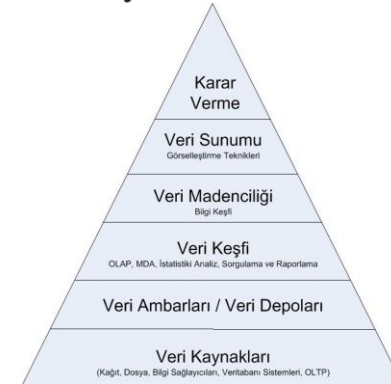 Karar
Verme
Veri Sunumu
Görselleştirme Teknikleri
Veri Madenciliği
Bilgi Keşfi
Veri Keşfi
OLAP, MDA, İstatistiki Analiz, Sorgulama ve Raporlama
Veri Ambarları / Veri Depoları
Veri Kaynakları
(Kağıt, Dosya, Bilgi Sağlayıcıları, Veritabanı Sistemleri, OLTP)